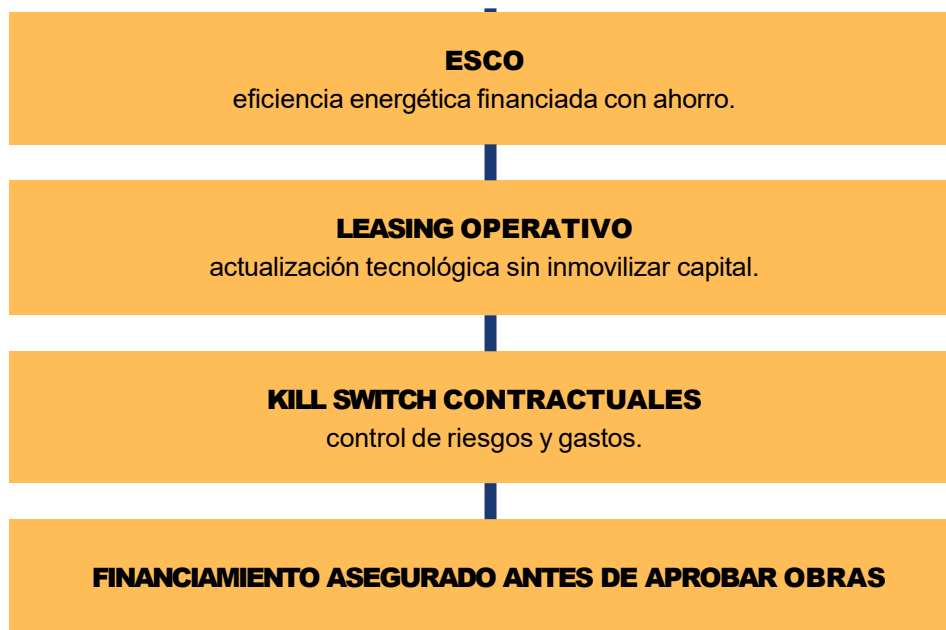 ESCO
eficiencia energética financiada con ahorro.
LEASING OPERATIVO
actualización tecnológica sin inmovilizar capital.
KILL SWITCH CONTRACTUALES
control de riesgos y gastos.
FINANCIAMIENTO ASEGURADO ANTES DE APROBAR OBRAS